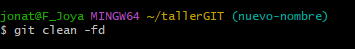 jonat@F_Joya MINGW64 ~/tallerGIT (nuevo-nombre)
$ git clean -fd